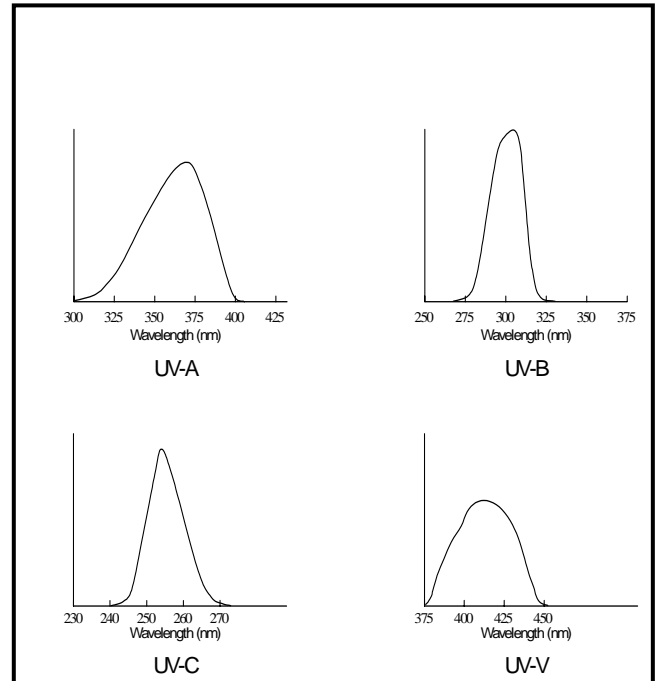 300 325 350 375 400 425
Wavelength (nm)
UV-A
250 275 300 325 350 375
Wavelength (nm)
UV-B
230 240 250 260 270
Wavelength (nm)
UV-C
375 400 425 450
Wavelength (nm)
UV-V